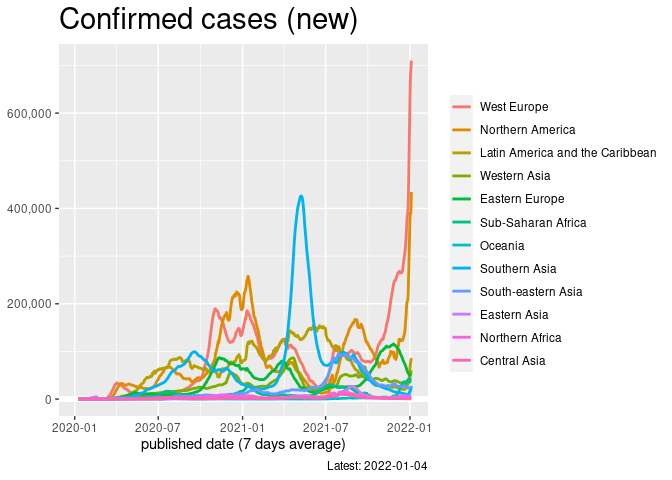 Confirmed cases (new)
600,000
400,000
200,000
0
2020-01
2020-07
2021-01
2021-07
2022-01
published date (7 days average)
Latest: 2022-01-04
West Europe
Northern America
Latin America and the Caribbean
Western Asia
Eastern Europe
Sub-Saharan Africa
Oceania
Southern Asia
South-eastern Asia
Eastern Asia
Northern Africa
Central Asia